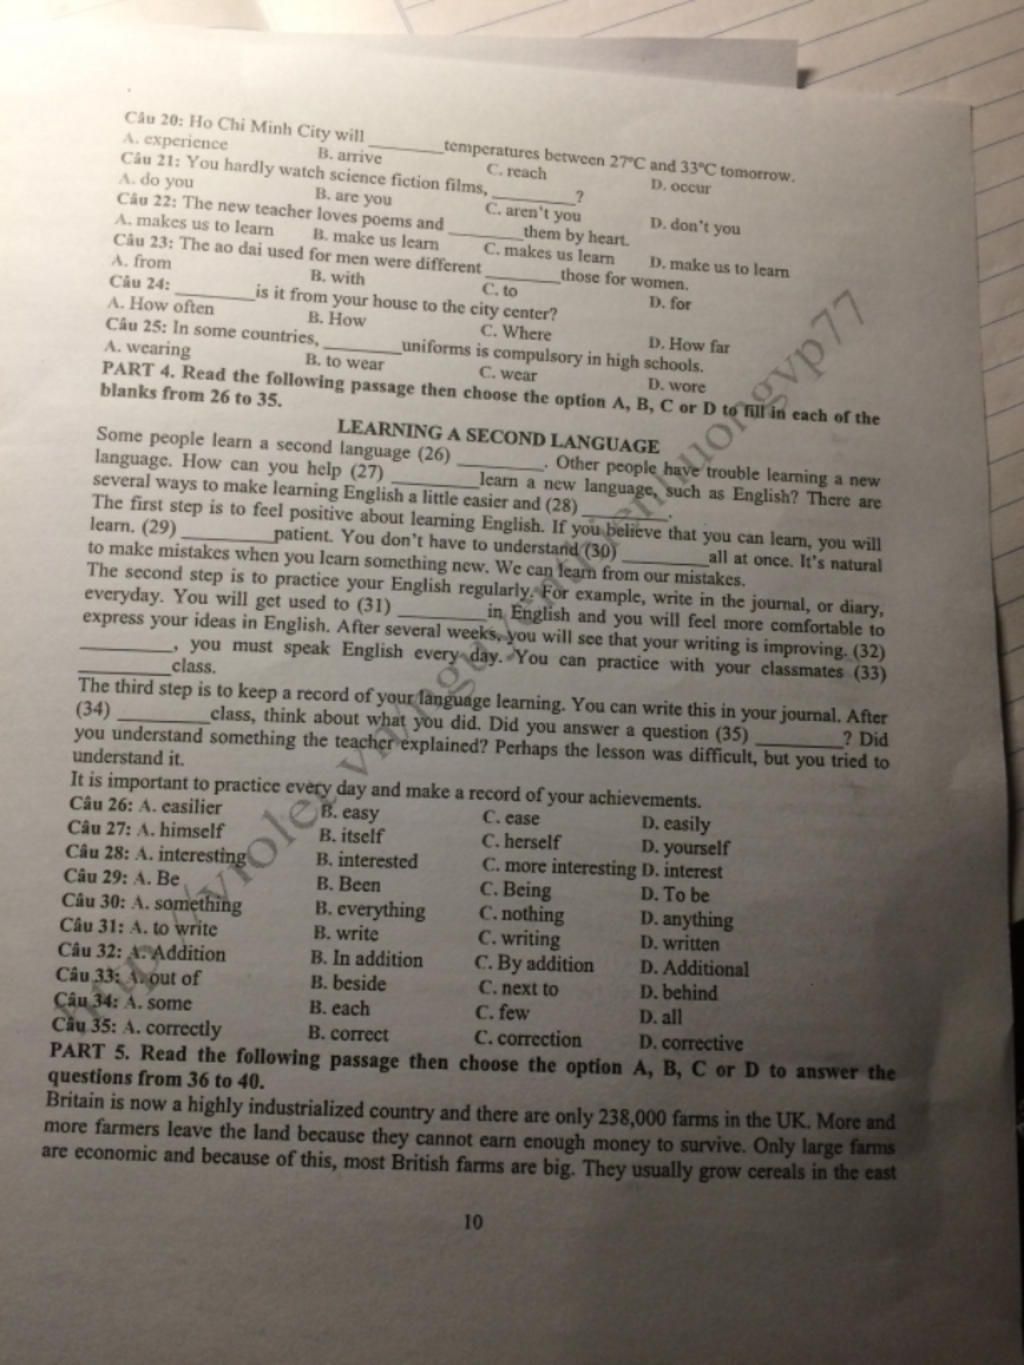 Câu 20: Ho Chi Minh City will ________ temperatures between 27°C and 33°C tomorrow.
A. experience B. arrive C. reach D. occur
Câu 21: You hardly watch science fiction films, ________?
A. do you B. are you C. aren't you D. don't you
Câu 22: The new teacher loves poems and ________ them by heart.
A. makes us to learn B. make us learn C. makes us learn D. make us to learn
Câu 23: The ao dai used for men were different ________ those for women.
A. from B. with C. to D. for
Câu 24: ________ is it from your house to the city center?
A. How often B. How C. Where D. How far
Câu 25: In some countries, ________ uniforms is compulsory in high schools.
A. wearing B. to wear C. wear D. wore
PART 4. Read the following passage then choose the option A, B, C or D to fill in each of the
blanks from 26 to 35.
LEARNING A SECOND LANGUAGE
Some people learn a second language (26) ________. Other people have trouble learning a new
language. How can you help (27) ________ learn a new language, such as English? There are
several ways to make learning English a little easier and (28) ________.
The first step is to feel positive about learning English. If you believe that you can learn, you will
learn. (29) ________ patient. You don't have to understand (30) ________ all at once. It's natural
to make mistakes when you learn something new. We can learn from our mistakes.
The second step is to practice your English regularly. For example, write in the journal, or diary,
everyday. You will get used to (31) ________ in English and you will feel more comfortable to
express your ideas in English. After several weeks, you will see that your writing is improving. (32)
________, you must speak English every day. You can practice with your classmates (33)
________ class.
The third step is to keep a record of your language learning. You can write this in your journal. After
(34) ________ class, think about what you did. Did you answer a question (35) ________? Did
you understand something the teacher explained? Perhaps the lesson was difficult, but you tried to
understand it.
It is important to practice every day and make a record of your achievements.
Câu 26: A. easilier B. easy C. ease D. easily
Câu 27: A. himself B. itself C. herself D. yourself
Câu 28: A. interesting B. interested C. more interesting D. interest
Câu 29: A. Be B. Been C. Being D. To be
Câu 30: A. something B. everything C. nothing D. anything
Câu 31: A. to write B. write C. writing D. written
Câu 32: A. Addition B. In addition C. By addition D. Additional
Câu 33: A. out of B. beside C. next to D. behind
Câu 34: A. some B. each C. few D. all
Câu 35: A. correctly B. correct C. correction D. corrective
PART 5. Read the following passage then choose the option A, B, C or D to answer the
questions from 36 to 40.
Britain is now a highly industrialized country and there are only 238,000 farms in the UK. More and
more farmers leave the land because they cannot earn enough money to survive. Only large farms
are economic and because of this, most British farms are big. They usually grow cereals in the east
10